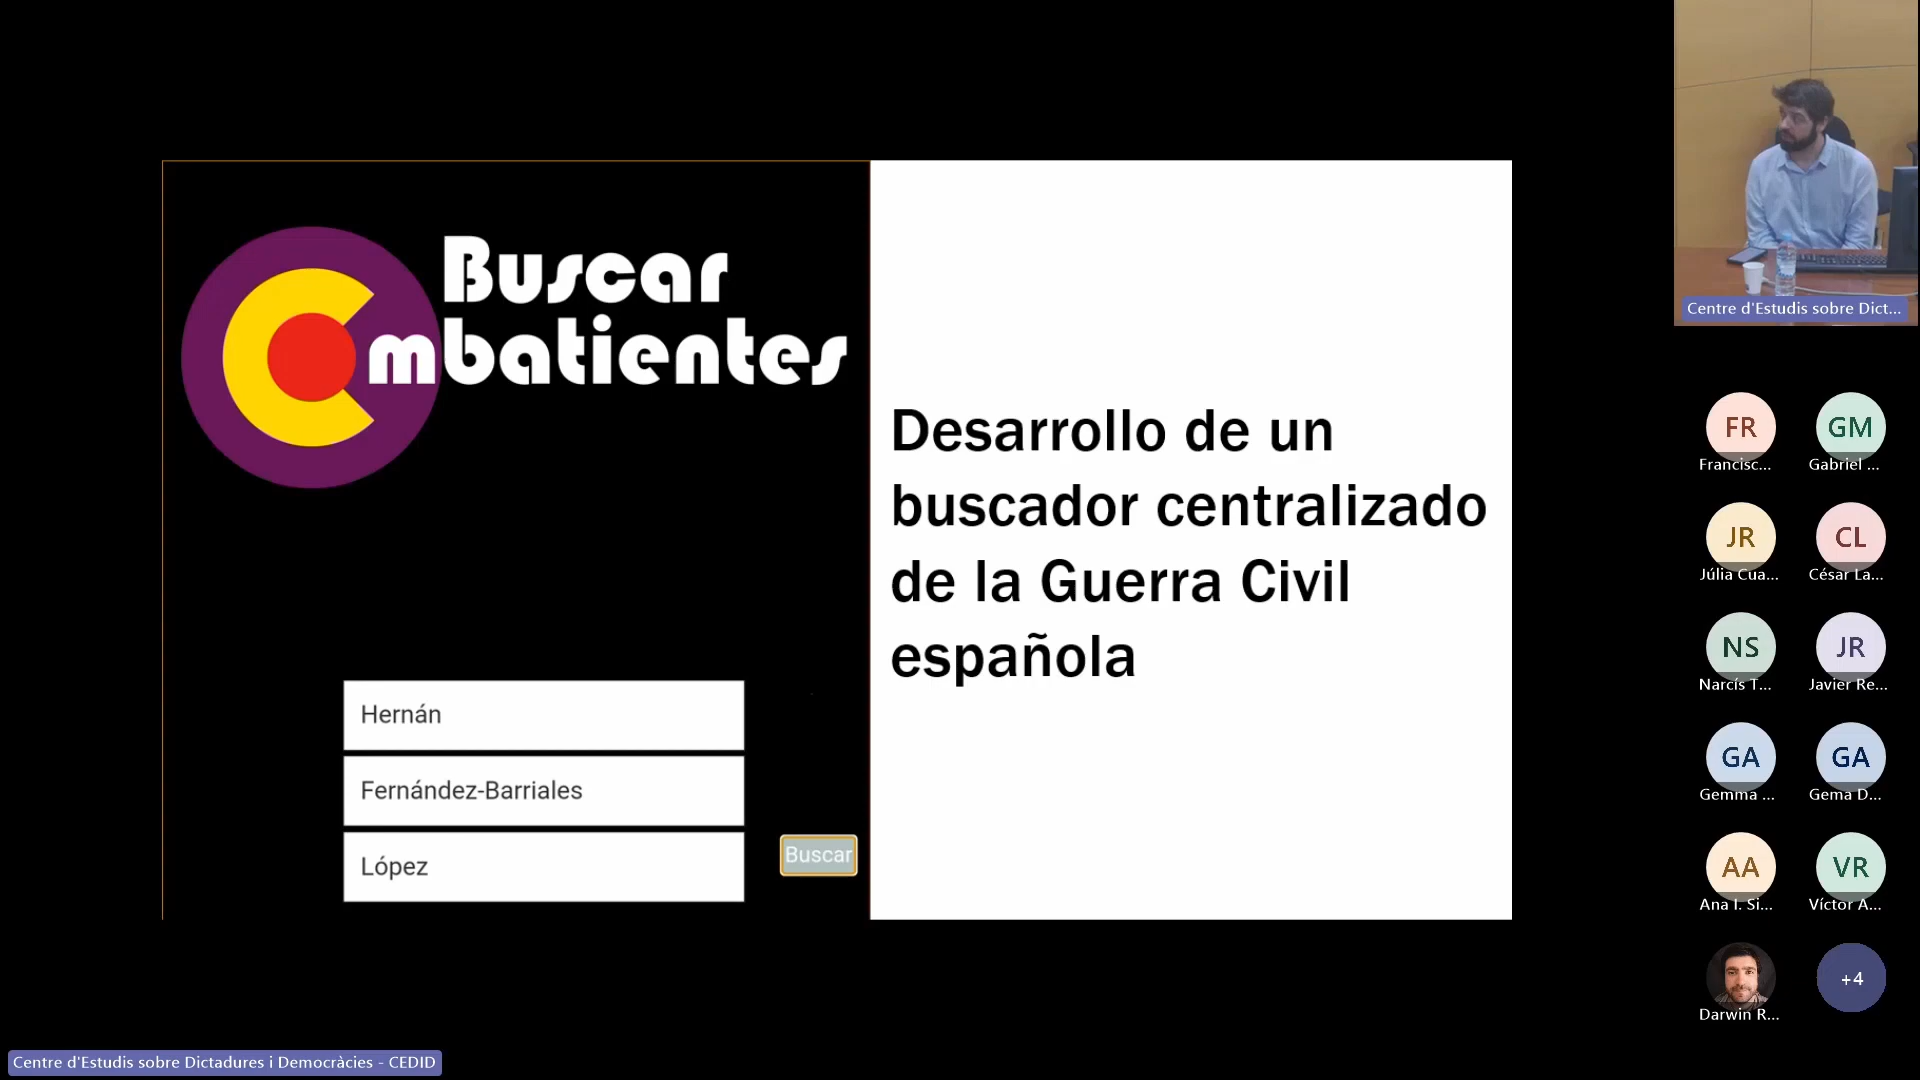 Buscar
Combatientes
Desarrollo de un
buscador centralizado
de la Guerra Civil
española
Hernán
Fernández-Barriales
López
Buscar
Centre d'Estudis sobre Dict...
FR
GM
Francisc...
Gabriel ...
JR
CL
Júlia Cua...
César La...
NS
JR
Narcís T...
Javier Re...
GA
GA
Gemma ...
Gema D...
AA
VR
Ana I. Si...
Víctor A...
+4
Darwin R...
Centre d'Estudis sobre Dictadures i Democràcies - CEDID